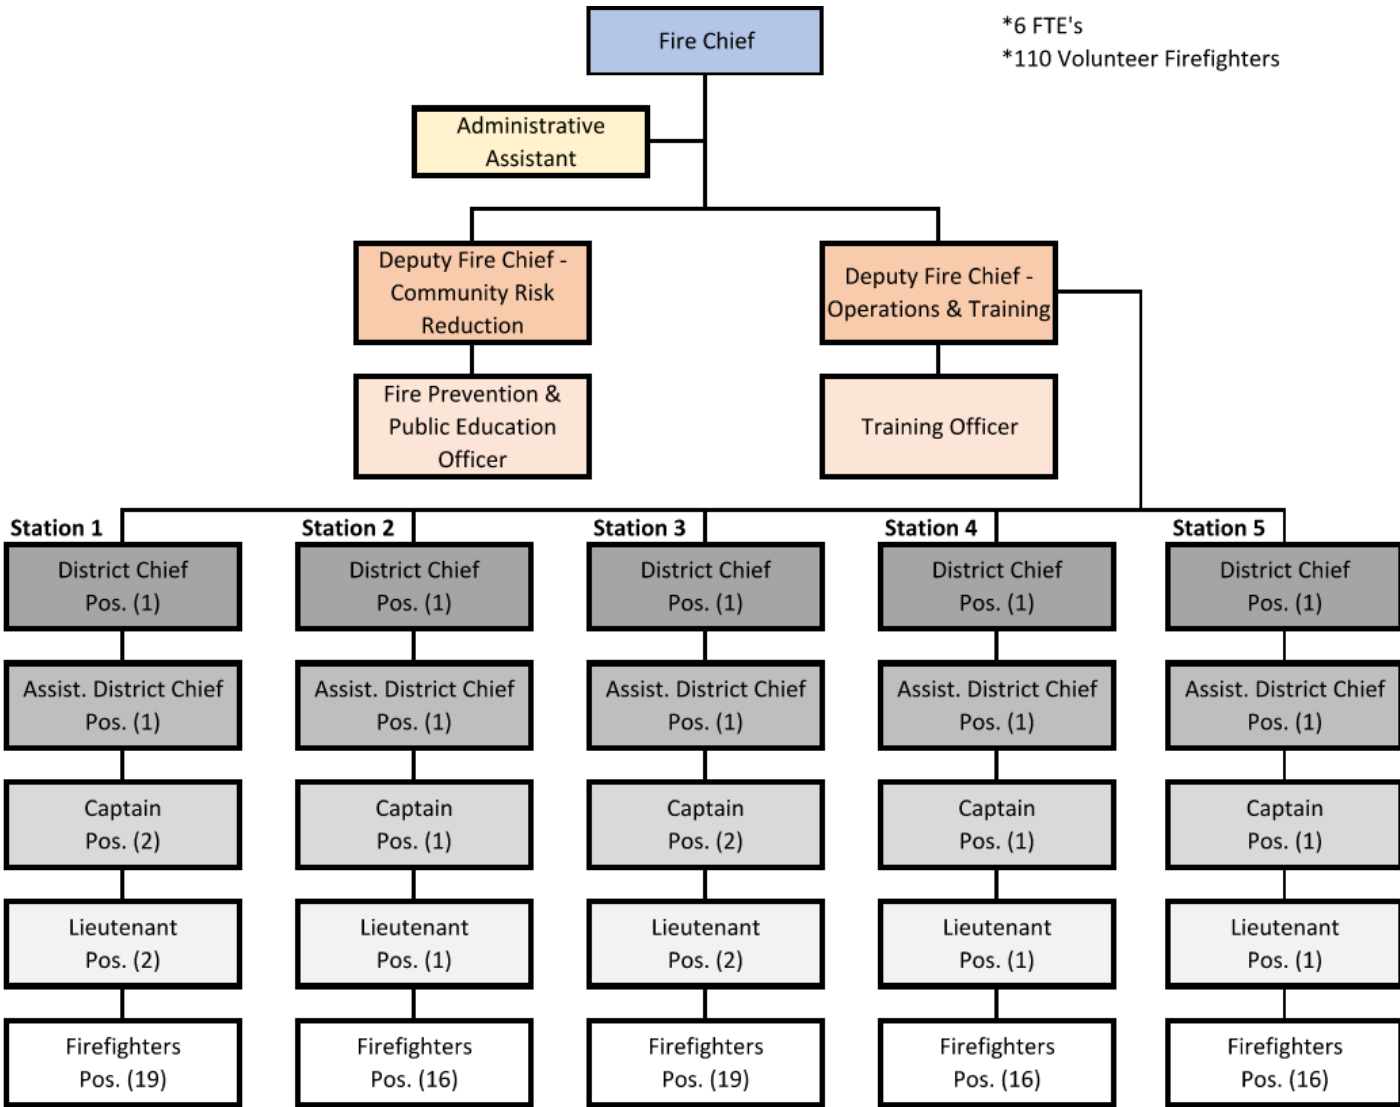 Fire Chief
*6 FTE's
*110 Volunteer Firefighters
Administrative
Assistant
Deputy Fire Chief -
Community Risk
Reduction
Deputy Fire Chief -
Operations & Training
Fire Prevention &
Public Education
Officer
Training Officer
Station 1
District Chief
Pos. (1)
Assist. District Chief
Pos. (1)
Captain
Pos. (2)
Lieutenant
Pos. (2)
Firefighters
Pos. (19)
Station 2
District Chief
Pos. (1)
Assist. District Chief
Pos. (1)
Captain
Pos. (1)
Lieutenant
Pos. (1)
Firefighters
Pos. (16)
Station 3
District Chief
Pos. (1)
Assist. District Chief
Pos. (1)
Captain
Pos. (2)
Lieutenant
Pos. (2)
Firefighters
Pos. (19)
Station 4
District Chief
Pos. (1)
Assist. District Chief
Pos. (1)
Captain
Pos. (1)
Lieutenant
Pos. (1)
Firefighters
Pos. (16)
Station 5
District Chief
Pos. (1)
Assist. District Chief
Pos. (1)
Captain
Pos. (1)
Lieutenant
Pos. (1)
Firefighters
Pos. (16)